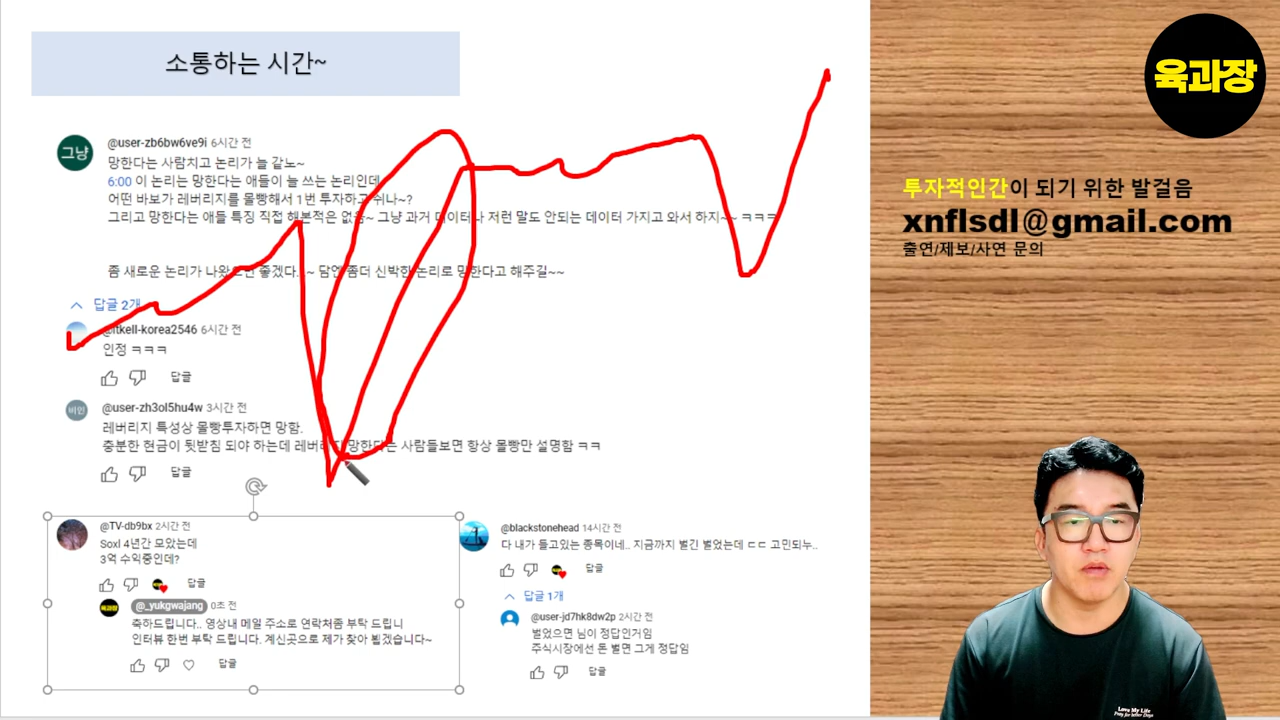 소통하는 시간~
그냥
@user-zb6bw6ve9i 6시간 전
망한다는 사람치고 논리가 늘 같노~
6:00 이 논리는 망한다는 애들이 늘 쓰는 논리인데
어떤 바보가 레버리지를 몰빵해서 1번 투자하고 쉬나~?
그리고 망한다는 애들 특징 직접 해본적은 없음~ 그냥 과거 데이터나 저런 말도 안되는 데이터 가지고 와서 하지~~ ㅋㅋㅋ
좀 새로운 논리가 나왔으면 좋겠다..~ 담엔 좀더 신박한 논리로 망한다고 해주길~~
답글 2개
@itkell-korea2546 6시간 전
인정 ㅋㅋㅋ
답글
비인
@user-zh3ol5hu4w 3시간 전
레버리지 특성상 몰빵투자하면 망함.
충분한 현금이 뒷받침 되야 하는데 레버리지 망한다는 사람들보면 항상 몰빵만 설명함 ㅋㅋ
답글
@TV-db9bx 2시간 전
Soxl 4년간 모았는데
3억 수익중인데?
답글
육과장
@_yukgwajang 0초 전
축하드립니다.. 영상내 메일 주소로 연락처좀 부탁 드립니
인터뷰 한번 부탁 드립니다. 계신곳으로 제가 찾아 뵙겠습니다~
답글
@blackstonehead 14시간 전
다 내가 들고있는 종목이네.. 지금까지 벌긴 벌었는데 ㄷㄷ 고민되누..
답글
답글 1개
@user-jd7hk8dw2p 2시간 전
벌었으면 님이 정답인거임
주식시장에선 돈 벌면 그게 정답임
답글
육과장
투자적인간이 되기 위한 발걸음
xnflsdl@gmail.com
출연/제보/사연 문의
Love My Life
Pray for better Days